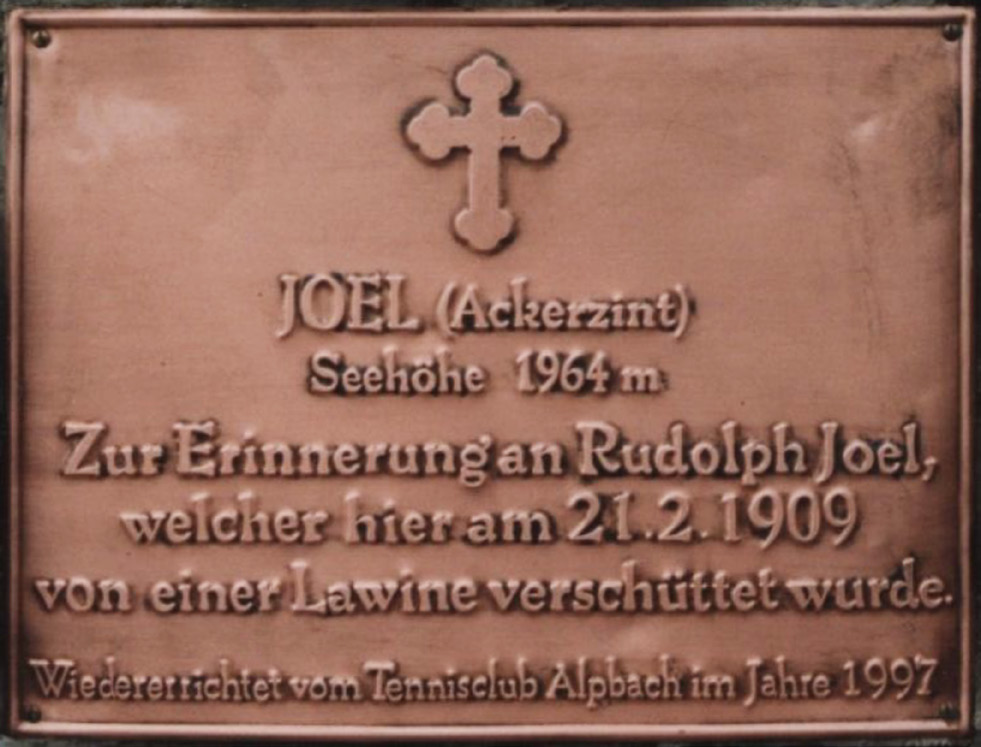 JOEL (Ackerzint)
Seehöhe 1964 m
Zur Erinnerung an Rudolph Joel,
welcher hier am 21.2.1909
von einer Lawine verschüttet wurde.
Wiedererrichtet vom Tennisclub Alpbach im Jahre 1997